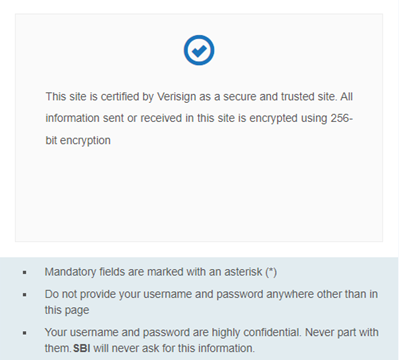 This site is certified by Verisign as a secure and trusted site. All
information sent or received in this site is encrypted using 256-
bit encryption
▪ Mandatory fields are marked with an asterisk (*)
▪ Do not provide your username and password anywhere other than in
this page
▪ Your username and password are highly confidential. Never part with
them.SBI will never ask for this information.